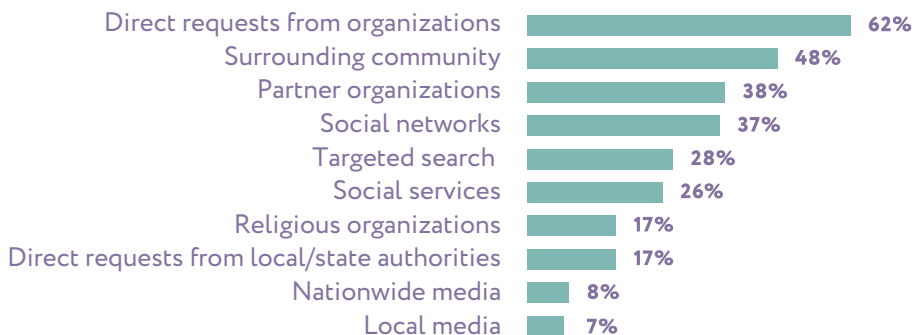 Direct requests from organizations 62%
Surrounding community 48%
Partner organizations 38%
Social networks 37%
Targeted search 28%
Social services 26%
Religious organizations 17%
Direct requests from local/state authorities 17%
Nationwide media 8%
Local media 7%